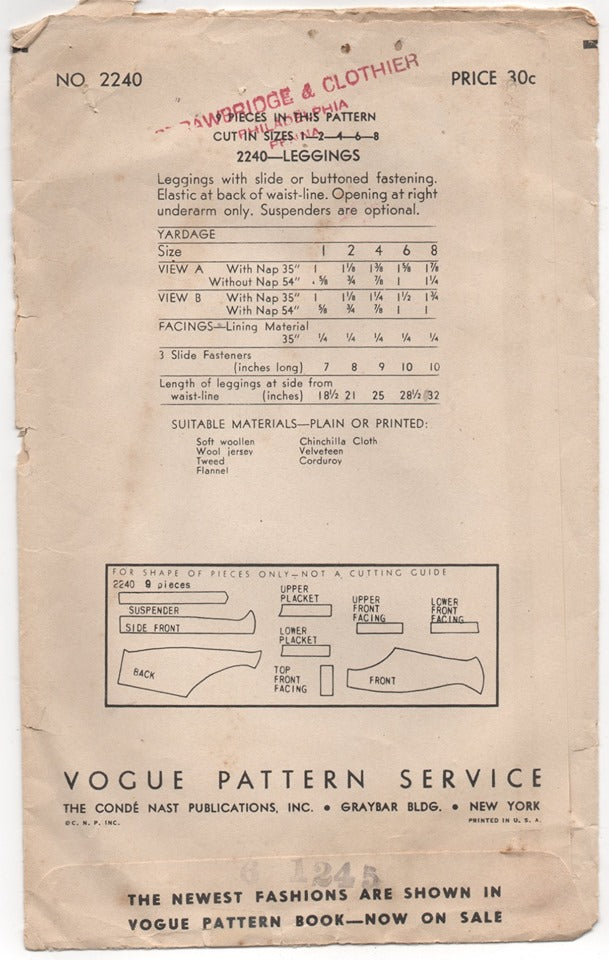 NO. 2240
PRICE 30c
STRAWBRIDGE & CLOTHIER
PHILADELPHIA
PENNA.
9 PIECES IN THIS PATTERN
CUT IN SIZES 1—2—4—6—8
2240—LEGGINGS
Leggings with slide or buttoned fastening.
Elastic at back of waist-line. Opening at right
underarm only. Suspenders are optional.
YARDAGE
Size 1 2 4 6 8
VIEW A With Nap 35" 1 1⅛ 1⅜ 1⅝ 1⅞
Without Nap 54" ⅝ ¾ ⅞ 1 1¼
VIEW B With Nap 35" 1 1⅛ 1¼ 1½ 1¾
With Nap 54" ⅝ ¾ ⅞ 1 1
FACINGS—Lining Material
35" ¼ ¼ ¼ ¼ ¼
3 Slide Fasteners
(inches long) 7 8 9 10 10
Length of leggings at side from
waist-line (inches) 18½ 21 25 28½ 32
SUITABLE MATERIALS—PLAIN OR PRINTED:
Soft woollen Chinchilla Cloth
Wool jersey Velveteen
Tweed Corduroy
Flannel
FOR SHAPE OF PIECES ONLY—NOT A CUTTING GUIDE
2240 9 pieces
SUSPENDER
SIDE FRONT
BACK
UPPER
PLACKET
LOWER
PLACKET
TOP
FRONT
FACING
UPPER
FRONT
FACING
LOWER
FRONT
FACING
FRONT
VOGUE PATTERN SERVICE
THE CONDÉ NAST PUBLICATIONS, INC. • GRAYBAR BLDG. • NEW YORK
©C. N. P. INC.
PRINTED IN U. S. A.
6 1245
THE NEWEST FASHIONS ARE SHOWN IN
VOGUE PATTERN BOOK—NOW ON SALE